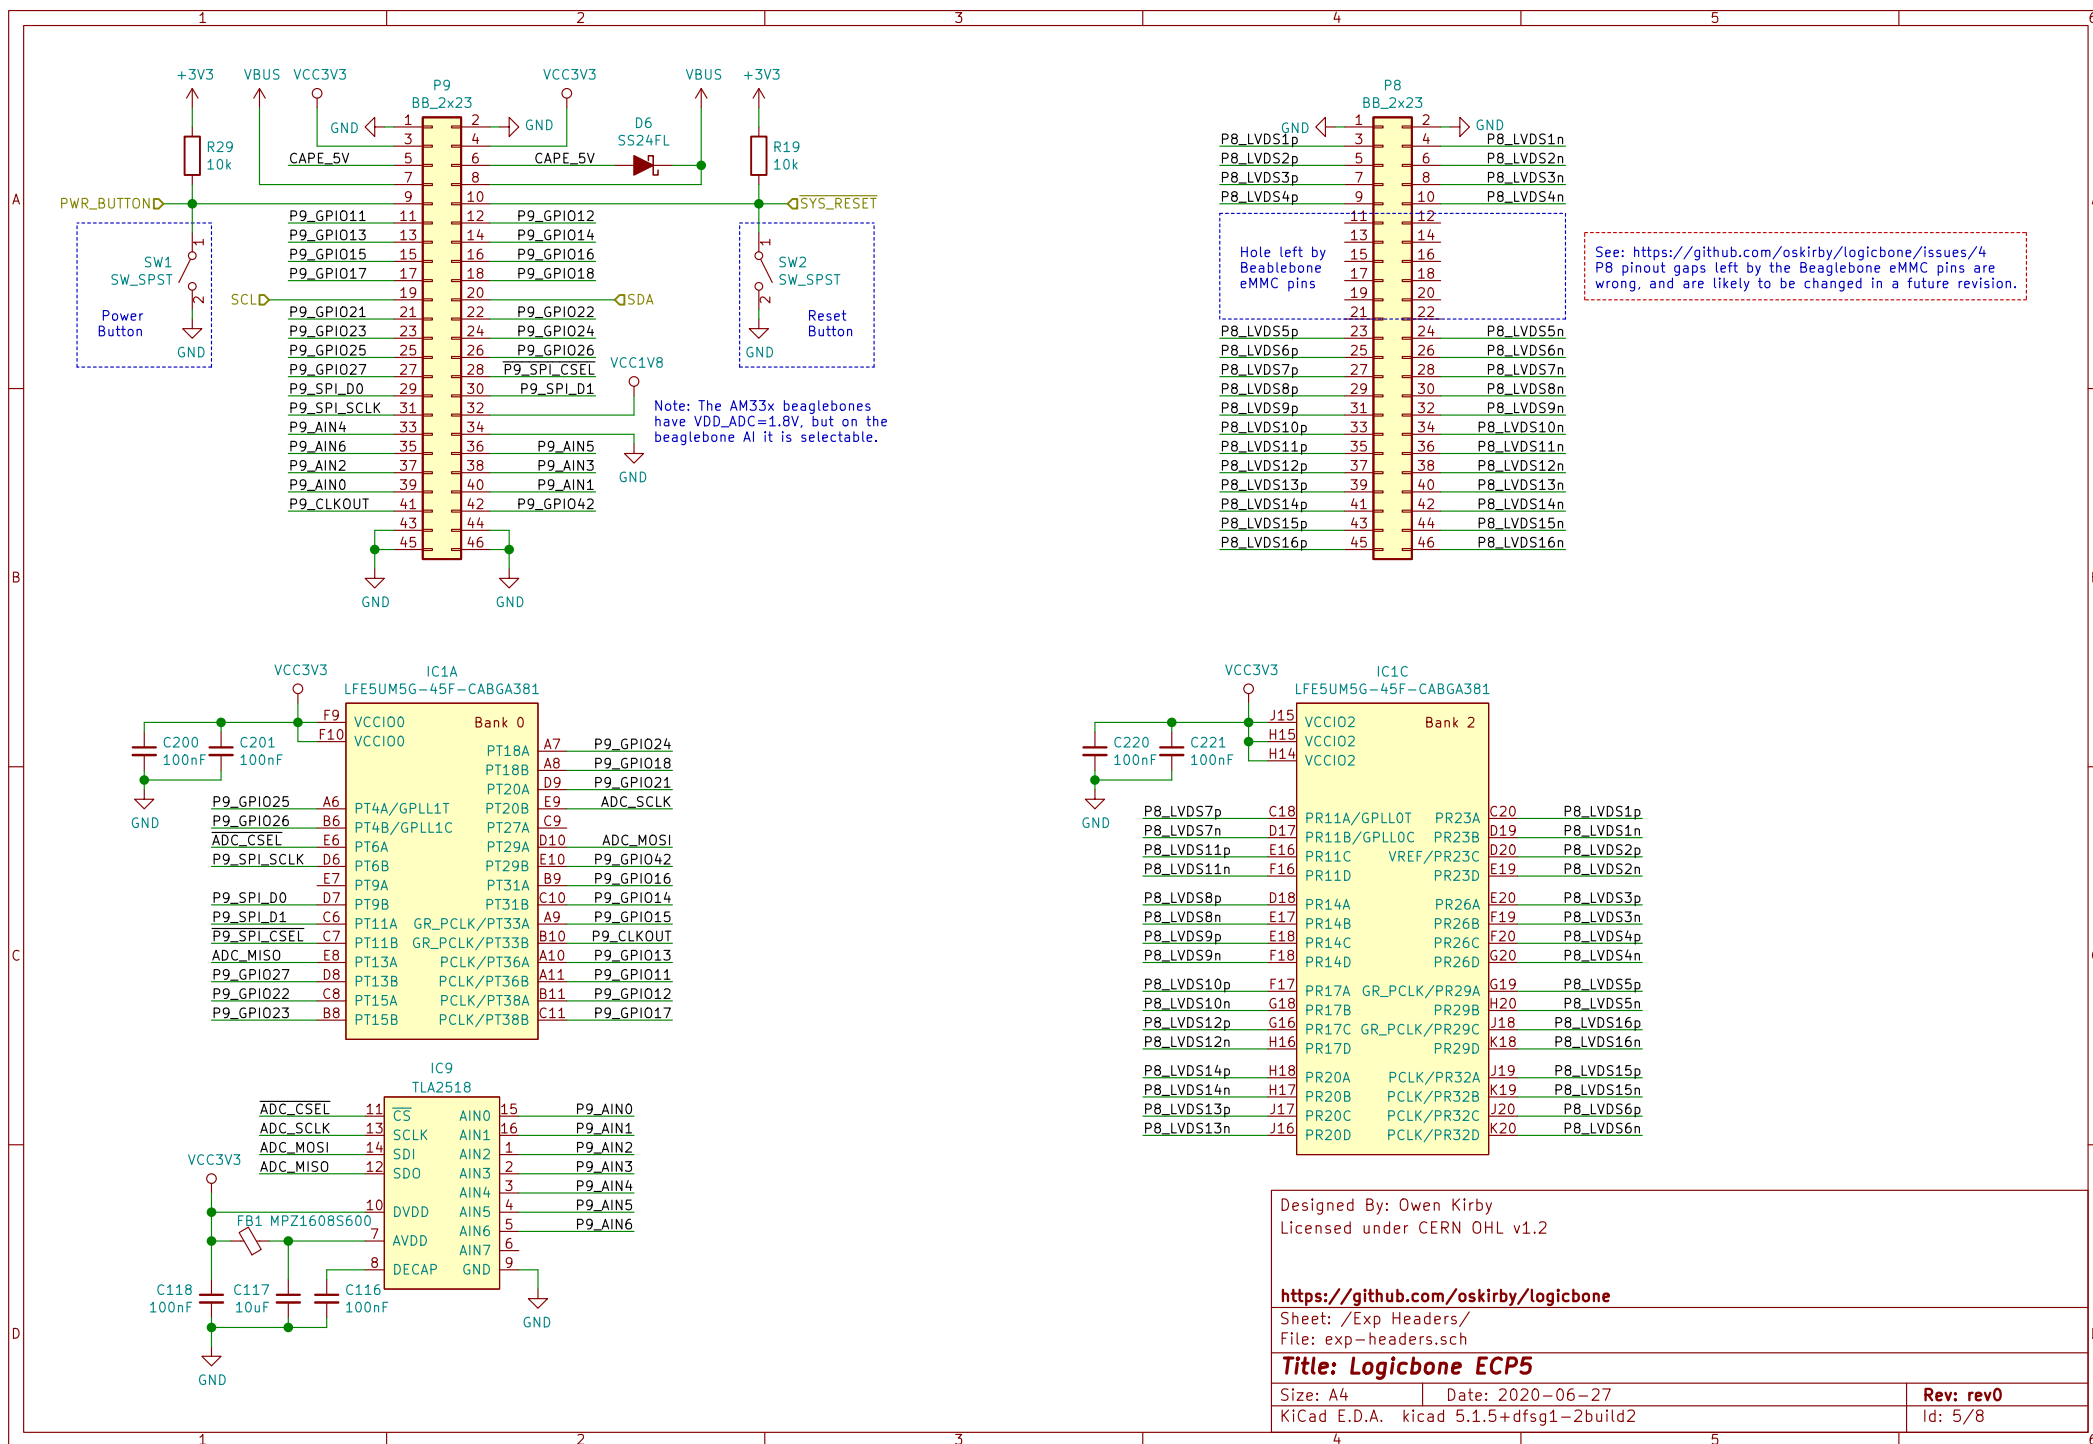 1 2 3 4 5 6
A
B
C
D
+3V3 VBUS VCC3V3 VCC3V3 VBUS +3V3
P9
BB_2x23
GND 1 2 GND
3 4
D6
SS24FL
R29
10k
R19
10k
CAPE_5V 5 6 CAPE_5V
7 8
PWR_BUTTON 9 10 SYS_RESET
P9_GPIO11 11 12 P9_GPIO12
P9_GPIO13 13 14 P9_GPIO14
P9_GPIO15 15 16 P9_GPIO16
P9_GPIO17 17 18 P9_GPIO18
SCL 19 20 SDA
P9_GPIO21 21 22 P9_GPIO22
P9_GPIO23 23 24 P9_GPIO24
P9_GPIO25 25 26 P9_GPIO26
P9_GPIO27 27 28 P9_SPI_CSEL
P9_SPI_D0 29 30 P9_SPI_D1
P9_SPI_SCLK 31 32
P9_AIN4 33 34
P9_AIN6 35 36 P9_AIN5
P9_AIN2 37 38 P9_AIN3
P9_AIN0 39 40 P9_AIN1
P9_CLKOUT 41 42 P9_GPIO42
43 44
45 46
GND GND
1
SW1
SW_SPST
2
Power
Button
GND
1
SW2
SW_SPST
2
Reset
Button
GND
VCC1V8
Note: The AM33x beaglebones
have VDD_ADC=1.8V, but on the
beaglebone AI it is selectable.
GND
P8
BB_2x23
GND 1 2 GND
P8_LVDS1p 3 4 P8_LVDS1n
P8_LVDS2p 5 6 P8_LVDS2n
P8_LVDS3p 7 8 P8_LVDS3n
P8_LVDS4p 9 10 P8_LVDS4n
11 12
13 14
15 16
17 18
19 20
21 22
Hole left by
Beablebone
eMMC pins
See: https://github.com/oskirby/logicbone/issues/4
P8 pinout gaps left by the Beaglebone eMMC pins are
wrong, and are likely to be changed in a future revision.
P8_LVDS5p 23 24 P8_LVDS5n
P8_LVDS6p 25 26 P8_LVDS6n
P8_LVDS7p 27 28 P8_LVDS7n
P8_LVDS8p 29 30 P8_LVDS8n
P8_LVDS9p 31 32 P8_LVDS9n
P8_LVDS10p 33 34 P8_LVDS10n
P8_LVDS11p 35 36 P8_LVDS11n
P8_LVDS12p 37 38 P8_LVDS12n
P8_LVDS13p 39 40 P8_LVDS13n
P8_LVDS14p 41 42 P8_LVDS14n
P8_LVDS15p 43 44 P8_LVDS15n
P8_LVDS16p 45 46 P8_LVDS16n
VCC3V3
IC1A
LFE5UM5G-45F-CABGA381
F9 VCCIO0 Bank 0
F10 VCCIO0
C200
100nF
C201
100nF
GND
PT18A A7 P9_GPIO24
PT18B A8 P9_GPIO18
PT20A D9 P9_GPIO21
P9_GPIO25 A6 PT4A/GPLL1T PT20B E9 ADC_SCLK
P9_GPIO26 B6 PT4B/GPLL1C PT27A C9
ADC_CSEL E6 PT6A PT29A D10 ADC_MOSI
P9_SPI_SCLK D6 PT6B PT29B E10 P9_GPIO42
E7 PT9A PT31A B9 P9_GPIO16
P9_SPI_D0 D7 PT9B PT31B C10 P9_GPIO14
P9_SPI_D1 C6 PT11A GR_PCLK/PT33A A9 P9_GPIO15
P9_SPI_CSEL C7 PT11B GR_PCLK/PT33B B10 P9_CLKOUT
ADC_MISO E8 PT13A PCLK/PT36A A10 P9_GPIO13
P9_GPIO27 D8 PT13B PCLK/PT36B A11 P9_GPIO11
P9_GPIO22 C8 PT15A PCLK/PT38A B11 P9_GPIO12
P9_GPIO23 B8 PT15B PCLK/PT38B C11 P9_GPIO17
VCC3V3
IC1C
LFE5UM5G-45F-CABGA381
J15 VCCIO2 Bank 2
H15 VCCIO2
H14 VCCIO2
C220
100nF
C221
100nF
GND
P8_LVDS7p C18 PR11A/GPLL0T PR23A C20 P8_LVDS1p
P8_LVDS7n D17 PR11B/GPLL0C PR23B D19 P8_LVDS1n
P8_LVDS11p E16 PR11C VREF/PR23C D20 P8_LVDS2p
P8_LVDS11n F16 PR11D PR23D E19 P8_LVDS2n
P8_LVDS8p D18 PR14A PR26A E20 P8_LVDS3p
P8_LVDS8n E17 PR14B PR26B F19 P8_LVDS3n
P8_LVDS9p E18 PR14C PR26C F20 P8_LVDS4p
P8_LVDS9n F18 PR14D PR26D G20 P8_LVDS4n
P8_LVDS10p F17 PR17A GR_PCLK/PR29A G19 P8_LVDS5p
P8_LVDS10n G18 PR17B PR29B H20 P8_LVDS5n
P8_LVDS12p G16 PR17C GR_PCLK/PR29C J18 P8_LVDS16p
P8_LVDS12n H16 PR17D PR29D K18 P8_LVDS16n
P8_LVDS14p H18 PR20A PCLK/PR32A J19 P8_LVDS15p
P8_LVDS14n H17 PR20B PCLK/PR32B K19 P8_LVDS15n
P8_LVDS13p J17 PR20C PCLK/PR32C J20 P8_LVDS6p
P8_LVDS13n J16 PR20D PCLK/PR32D K20 P8_LVDS6n
IC9
TLA2518
ADC_CSEL 11 CS AIN0 15 P9_AIN0
ADC_SCLK 13 SCLK AIN1 16 P9_AIN1
ADC_MOSI 14 SDI AIN2 1 P9_AIN2
ADC_MISO 12 SDO AIN3 2 P9_AIN3
AIN4 3 P9_AIN4
VCC3V3
10 DVDD AIN5 4 P9_AIN5
FB1 MPZ1608S600
AIN6 5 P9_AIN6
7 AVDD AIN7 6
8 DECAP GND 9
C118
100nF
C117
10uF
C116
100nF
GND
GND
Designed By: Owen Kirby
Licensed under CERN OHL v1.2
https://github.com/oskirby/logicbone
Sheet: /Exp Headers/
File: exp-headers.sch
Title: Logicbone ECP5
Size: A4 Date: 2020-06-27 Rev: rev0
KiCad E.D.A. kicad 5.1.5+dfsg1-2build2 Id: 5/8
1 2 3 4 5 6